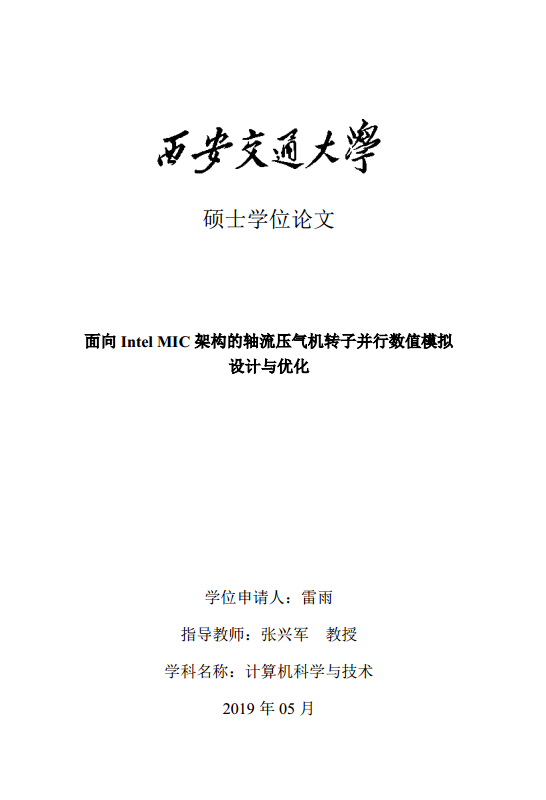 西安交通大學
硕士学位论文
面向 Intel MIC 架构的轴流压气机转子并行数值模拟
设计与优化
学位申请人：雷雨
指导教师：张兴军 教授
学科名称：计算机科学与技术
2019 年 05 月